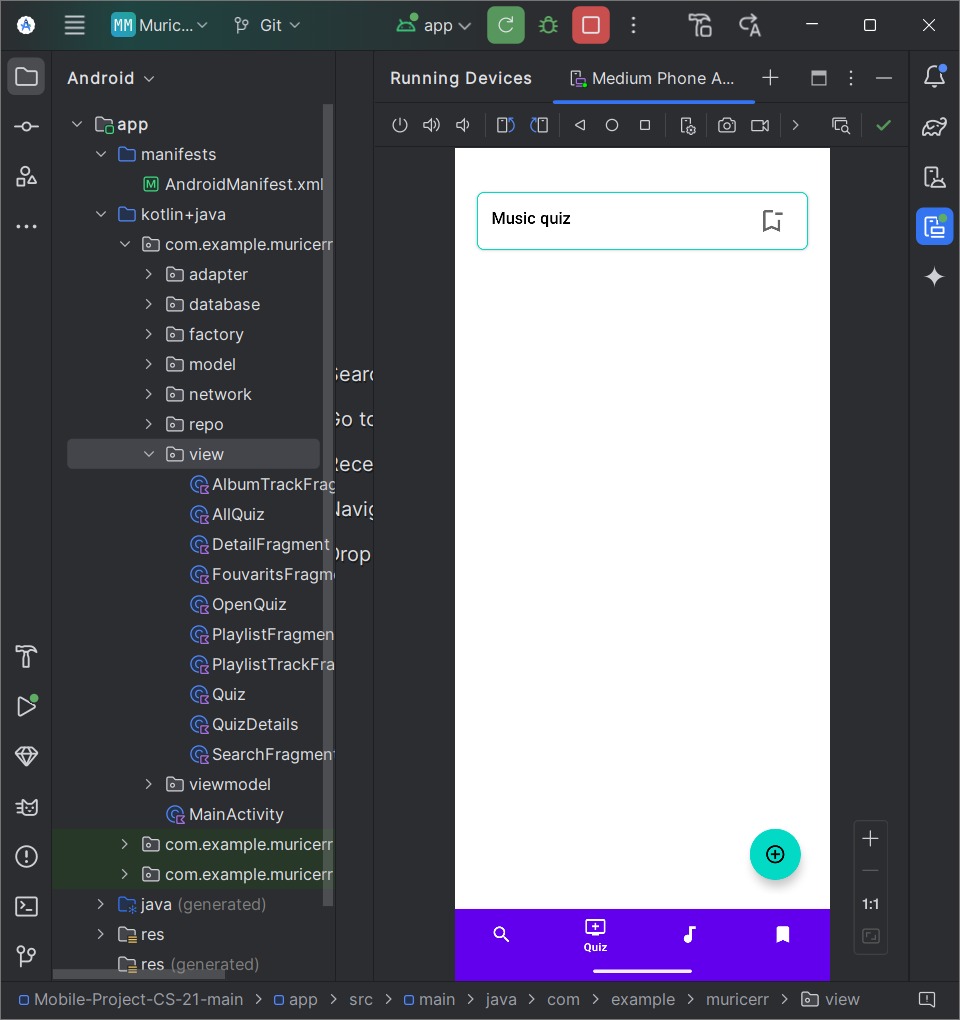 MM Muric... Git app
Android
Running Devices Medium Phone A...
app
manifests
M AndroidManifest.xml
kotlin+java
com.example.muricerr
adapter
database
factory
model
network
repo
view
AlbumTrackFrag
AllQuiz
DetailFragment
FouvaritsFragm
OpenQuiz
PlaylistFragmen
PlaylistTrackFra
Quiz
QuizDetails
SearchFragment
viewmodel
MainActivity
com.example.muricerr
com.example.muricerr
java (generated)
res
res (generated)
Sear
Go to
Rece
Navig
Drop
Music quiz
Quiz
1:1
Mobile-Project-CS-21-main > app > src > main > java > com > example > muricerr > view